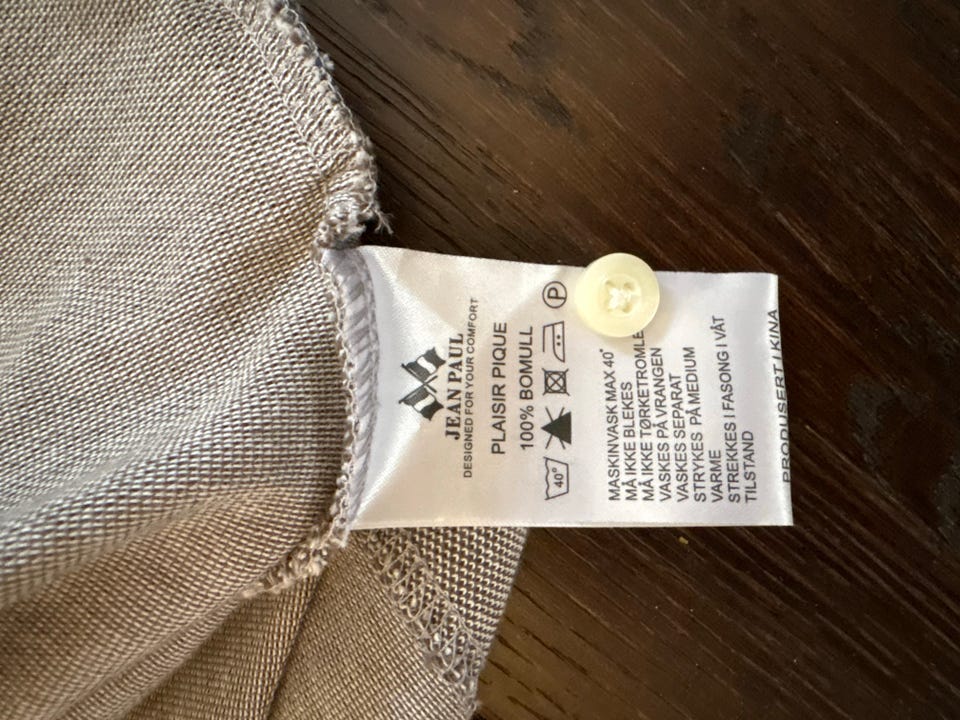 JEAN PAUL
DESIGNED FOR YOUR COMFORT
PLAISIR PIQUE
100% BOMULL
40° P
MASKINVASK MAX 40°
MÅ IKKE BLEKES
MÅ IKKE TØRKETROMLE
VASKES PÅ VRANGEN
VASKES SEPARAT
STRYKES PÅ MEDIUM
VARME
STREKKES I FASONG I VÅT
TILSTAND
PRODUSERT I KINA